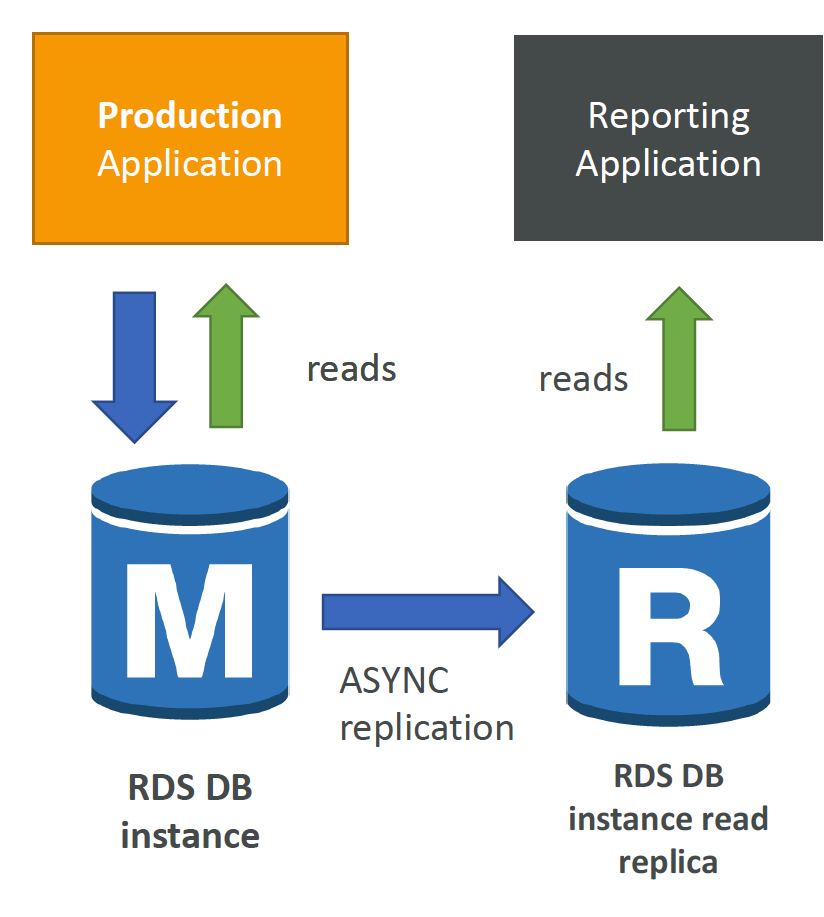 Production
Application
Reporting
Application
reads
reads
M
R
ASYNC
replication
RDS DB
instance
RDS DB
instance read
replica